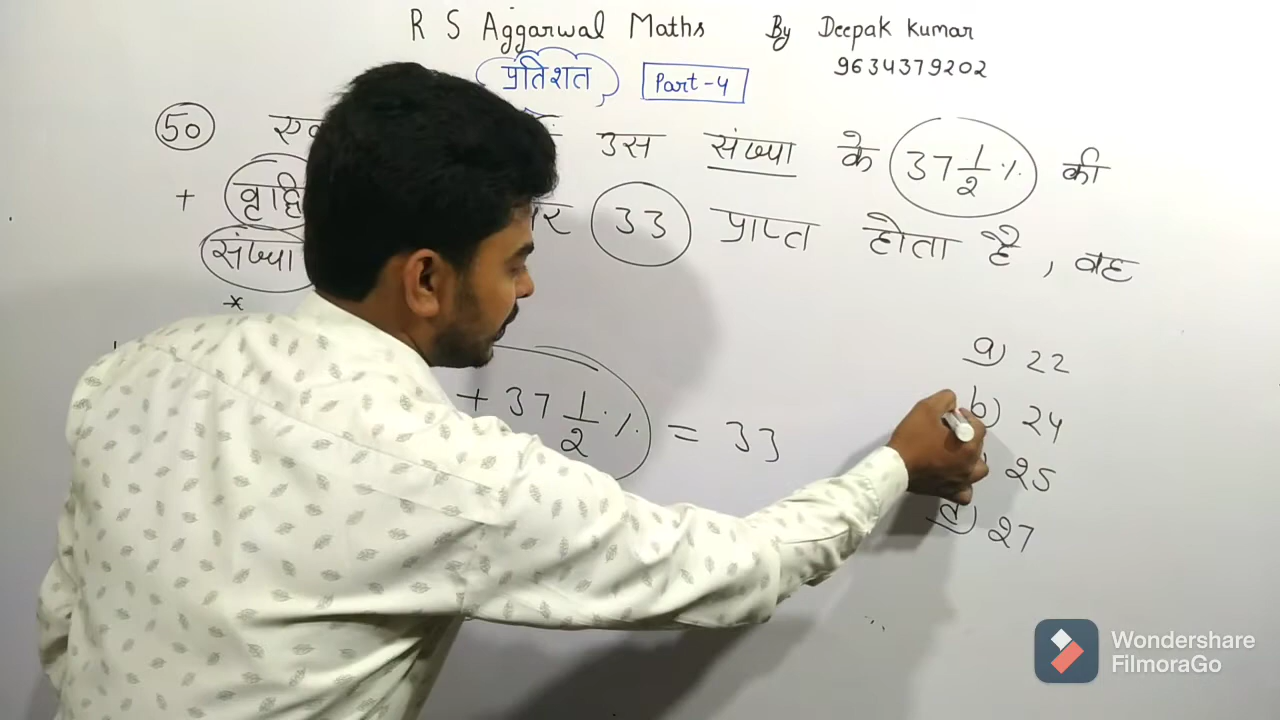 R S Aggarwal Maths By Deepak Kumar
9634379202
प्रतिशत Part-4
50 उस संख्या के 37 1/2 % की
+ वृद्धि पर 33 प्राप्त होता है, वह
संख्या
*
+ 37 1/2 % = 33
a) 22
b) 24
) 25
d) 27
Wondershare
FilmoraGo